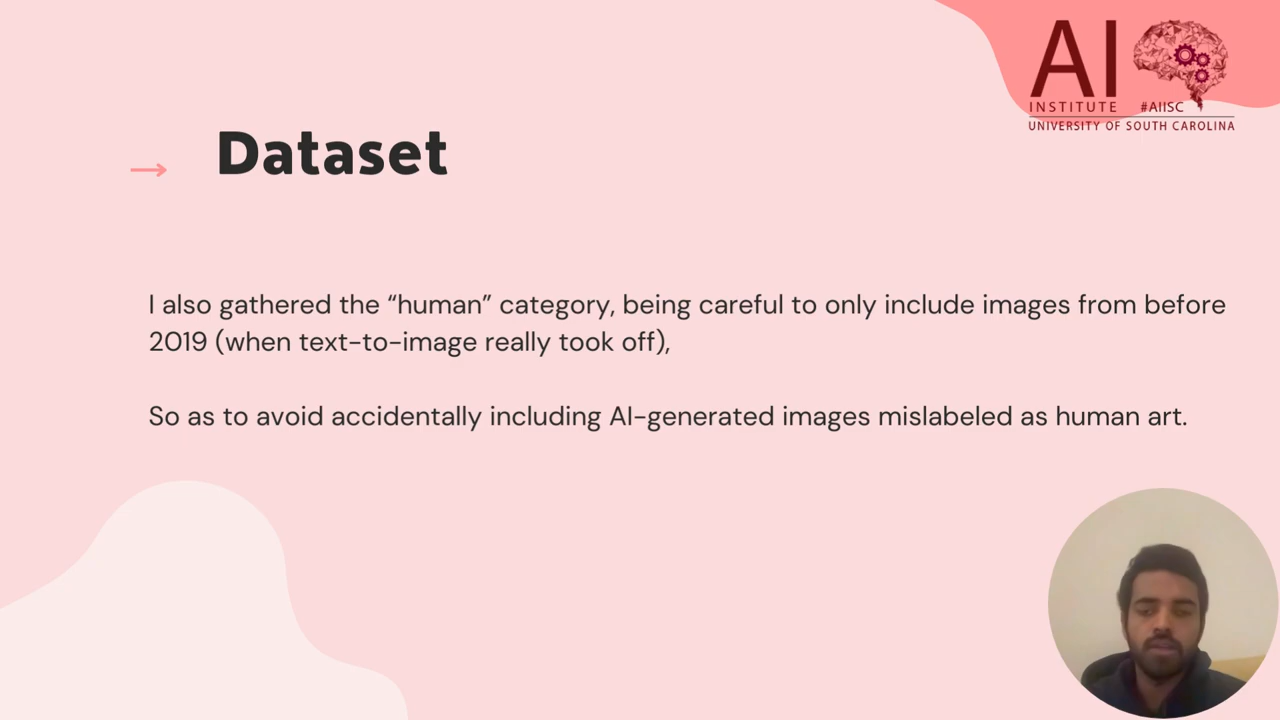 AI
INSTITUTE #AIISC
UNIVERSITY OF SOUTH CAROLINA
→ Dataset
I also gathered the “human” category, being careful to only include images from before
2019 (when text-to-image really took off),
So as to avoid accidentally including AI-generated images mislabeled as human art.